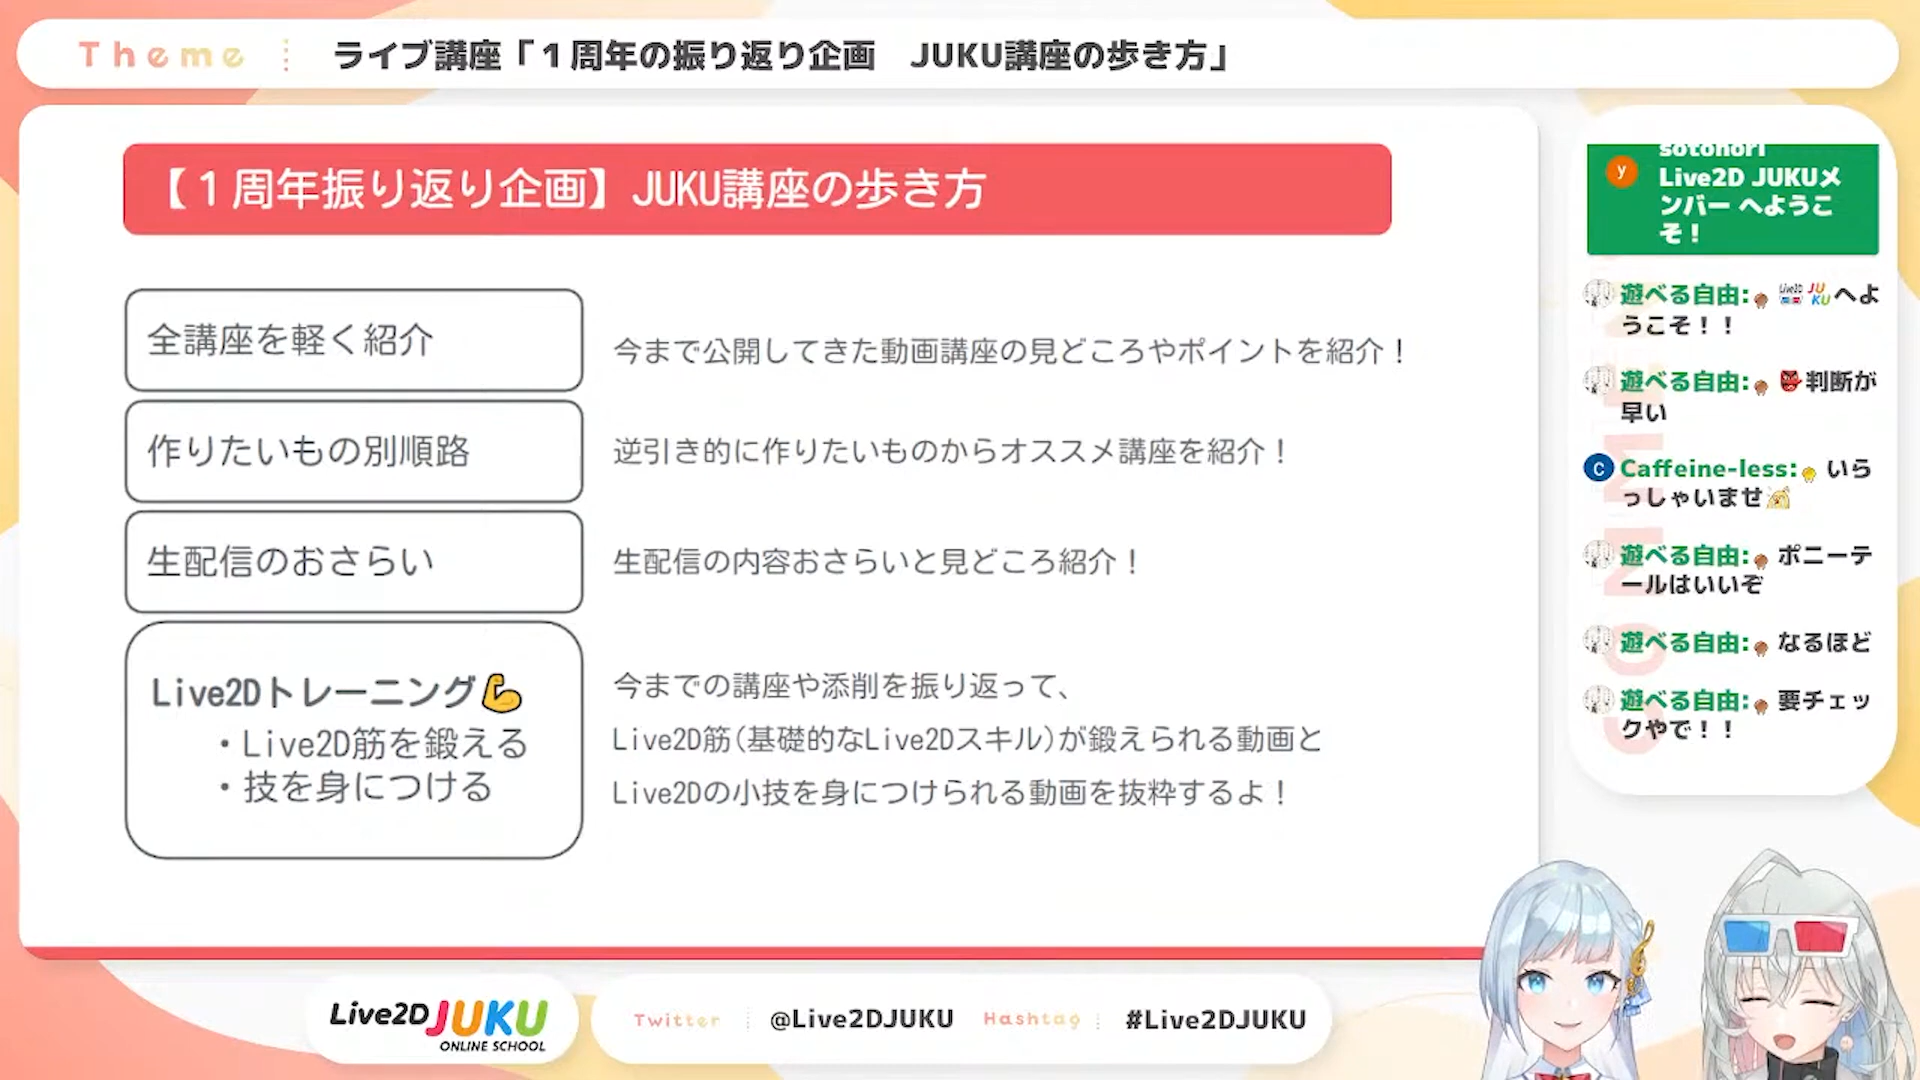 Theme
ライブ講座「１周年の振り返り企画　JUKU講座の歩き方」
【１周年振り返り企画】JUKU講座の歩き方
全講座を軽く紹介
今まで公開してきた動画講座の見どころやポイントを紹介！
作りたいもの別順路
逆引き的に作りたいものからオススメ講座を紹介！
生配信のおさらい
生配信の内容おさらいと見どころ紹介！
Live2Dトレーニング💪
・Live2D筋を鍛える
・技を身につける
今までの講座や添削を振り返って、
Live2D筋(基礎的なLive2Dスキル)が鍛えられる動画と
Live2Dの小技を身につけられる動画を抜粋するよ！
y
sotohori
Live2D JUKUメ
ンバー へようこ
そ！
遊べる自由: Live2D JUKUへよ
うこそ！！
遊べる自由: 👺判断が
早い
C
Caffeine-less: いら
っしゃいませ
遊べる自由: ポニーテ
ールはいいぞ
遊べる自由: なるほど
遊べる自由: 要チェッ
クやで！！
COMMENT
Live2D JUKU
ONLINE SCHOOL
Twitter
@Live2DJUKU
Hashtag
#Live2DJUKU